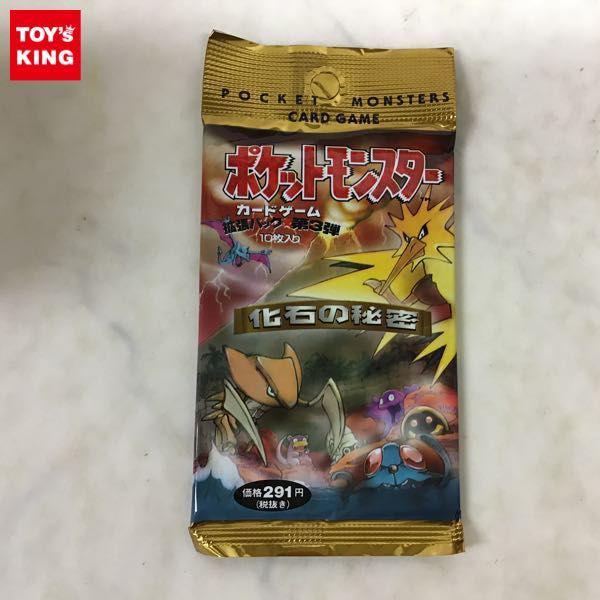 TOY's
KING
POCKET MONSTERS
CARD GAME
ポケットモンスター
カードゲーム
拡張パック★第3弾
10枚入り
化石の秘密
価格291円
(税抜き)